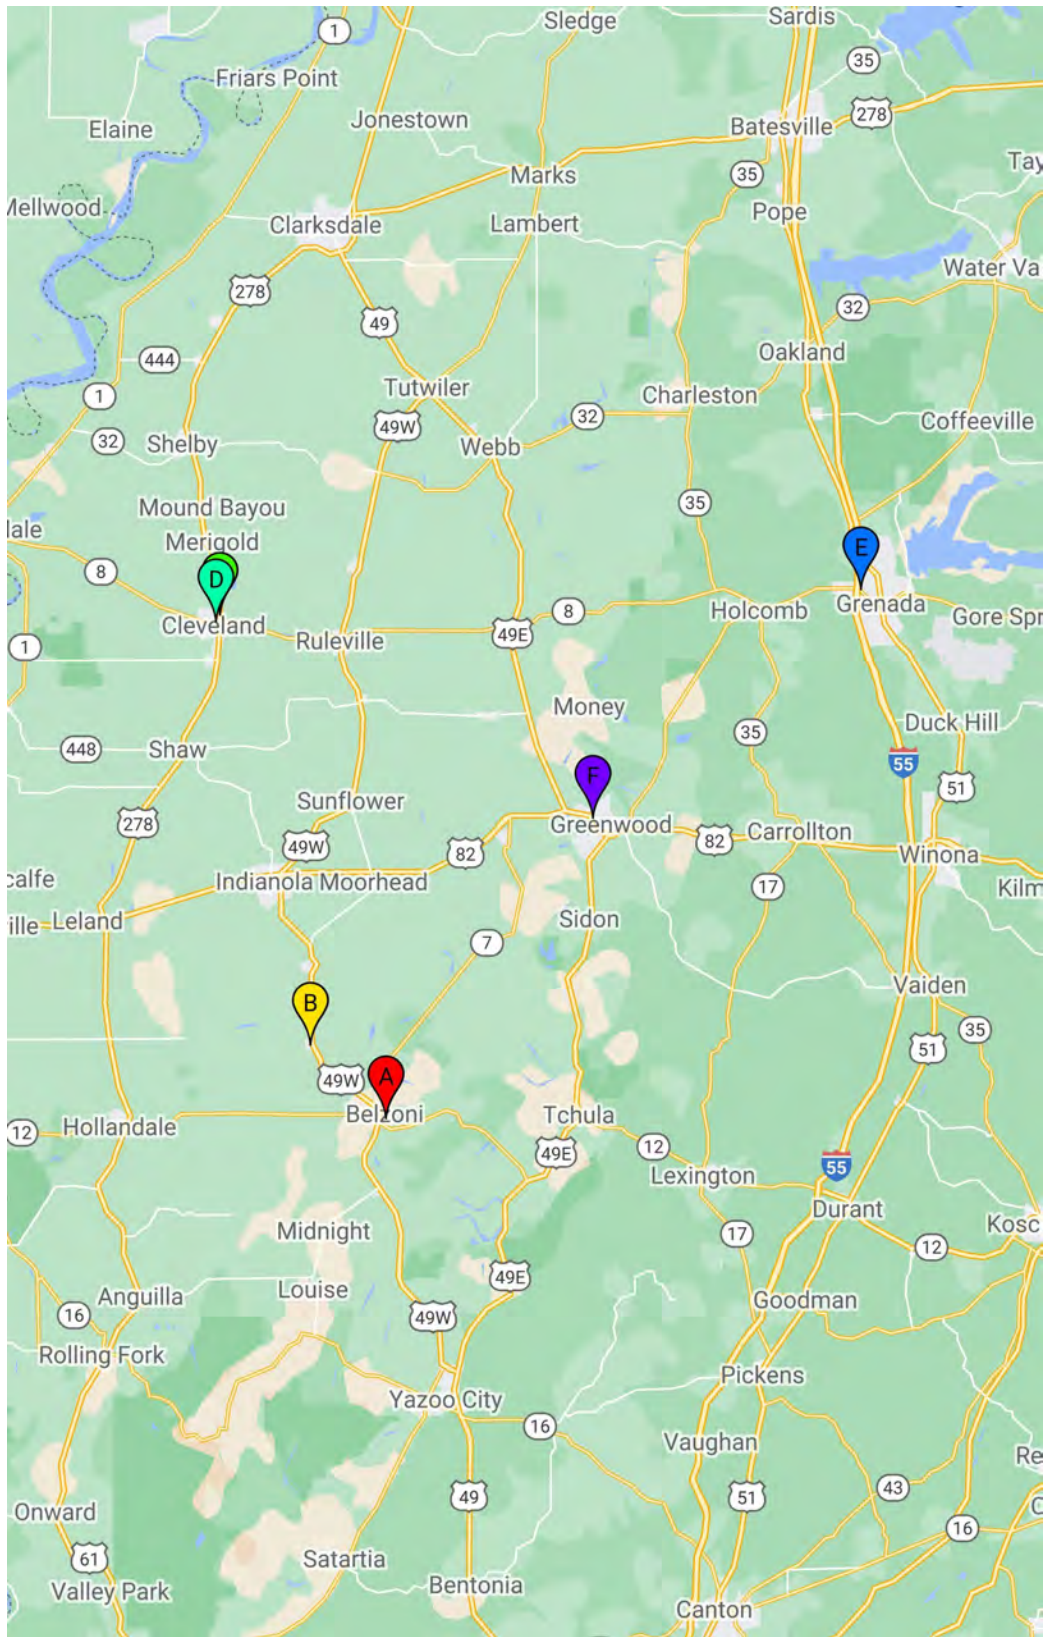 Sledge
Sardis
1
35
Friars Point
278
Jonestown
Elaine
Batesville
Marks
35
Tay
Mellwood
Clarksdale
Lambert
Pope
Water Va
278
49
32
444
Oakland
Tutwiler
Charleston
1
32
Coffeeville
49W
32
Shelby
Webb
35
Mound Bayou
Merigold
E
8
D
Grenada
8
Holcomb
Gore Spr
Cleveland
49E
Ruleville
1
Money
Duck Hill
35
448
Shaw
55
F
51
Sunflower
278
Greenwood
Carrollton
49W
82
82
Winona
calfe
Indianola
Moorhead
17
Kilm
ville
Leland
Sidon
7
Vaiden
B
35
51
49W
A
Belzoni
Tchula
Hollandale
12
12
49E
55
Lexington
Durant
Midnight
17
12
Kosc
49E
Louise
Anguilla
Goodman
16
49W
Rolling Fork
Pickens
Yazoo City
16
Vaughan
Re
43
49
51
Onward
16
61
Satartia
Bentonia
Valley Park
Canton